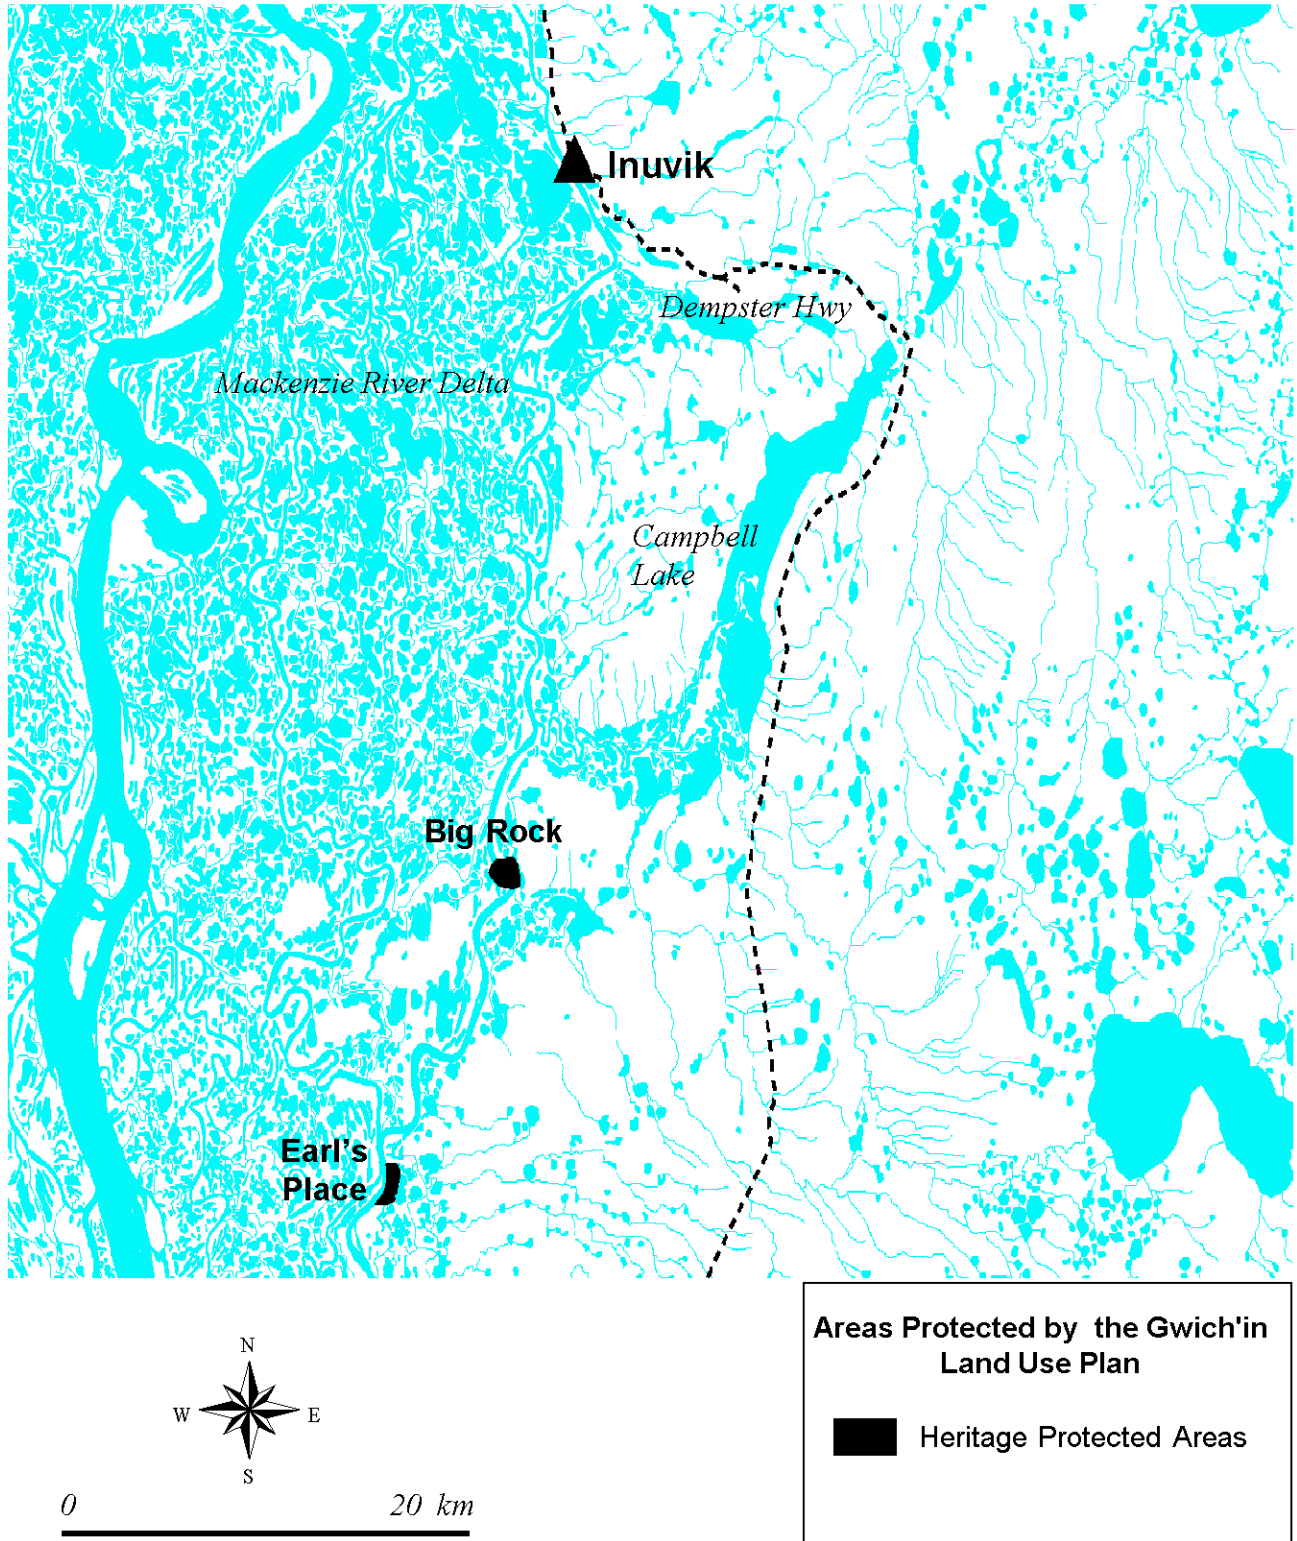 Inuvik
Dempster Hwy
Mackenzie River Delta
Campbell
Lake
Big Rock
Earl's
Place
Areas Protected by the Gwich'in
Land Use Plan
Heritage Protected Areas
N
W E
S
0 20 km